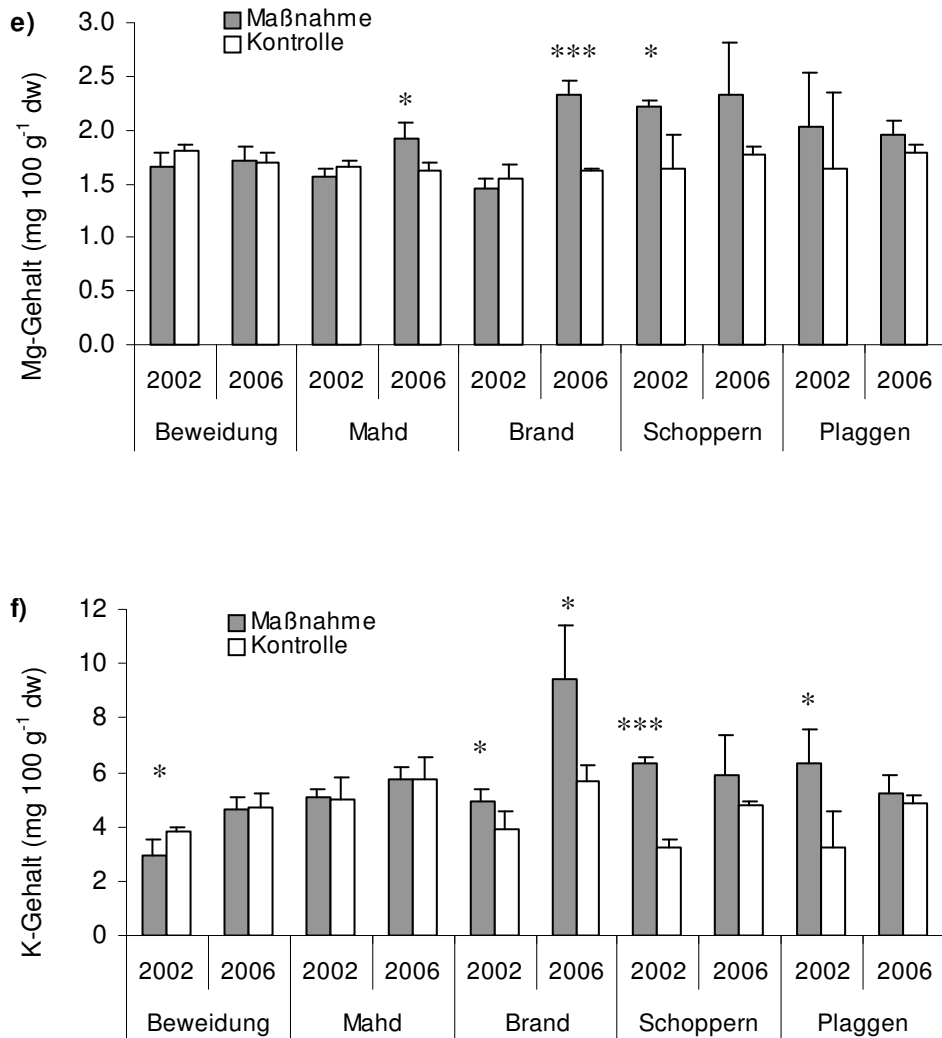 e)
Maßnahme
Kontrolle
Mg-Gehalt (mg 100 g⁻¹ dw)
3.0
2.5
2.0
1.5
1.0
0.5
0.0
*
***
*
2002 2006 2002 2006 2002 2006 2002 2006 2002 2006
Beweidung Mahd Brand Schoppern Plaggen
f)
Maßnahme
Kontrolle
K-Gehalt (mg 100 g⁻¹ dw)
12
10
8
6
4
2
0
*
*
*
***
*
2002 2006 2002 2006 2002 2006 2002 2006 2002 2006
Beweidung Mahd Brand Schoppern Plaggen